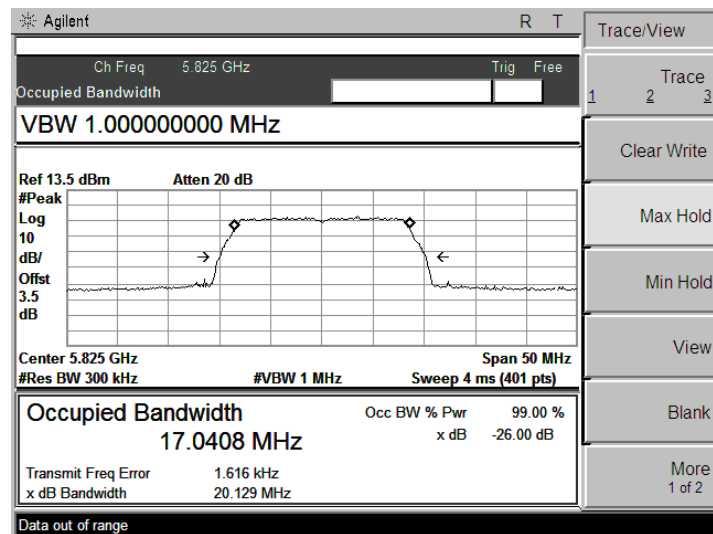 Agilent R T
Ch Freq 5.825 GHz Trig Free
Occupied Bandwidth
VBW 1.000000000 MHz
Ref 13.5 dBm Atten 20 dB
#Peak
Log
10
dB/
Offst
3.5
dB
Center 5.825 GHz Span 50 MHz
#Res BW 300 kHz #VBW 1 MHz Sweep 4 ms (401 pts)
Occupied Bandwidth Occ BW % Pwr 99.00 %
17.0408 MHz x dB -26.00 dB
Transmit Freq Error 1.616 kHz
x dB Bandwidth 20.129 MHz
Data out of range
Trace/View
Trace
1 2 3
Clear Write
Max Hold
Min Hold
View
Blank
More
1 of 2